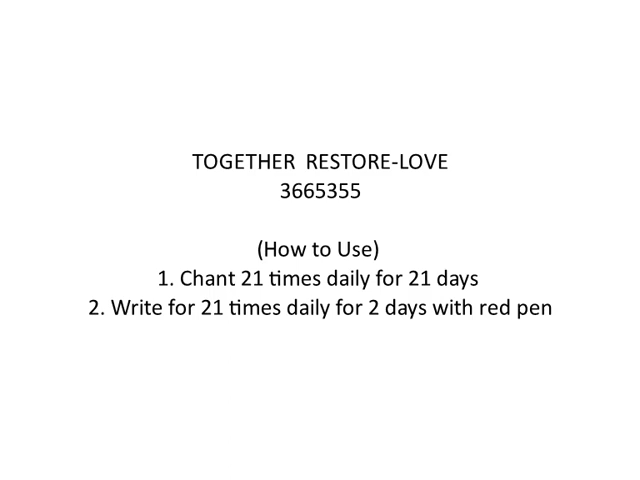 TOGETHER  RESTORE-LOVE
3665355
(How to Use)
1. Chant 21 times daily for 21 days
2. Write for 21 times daily for 2 days with red pen